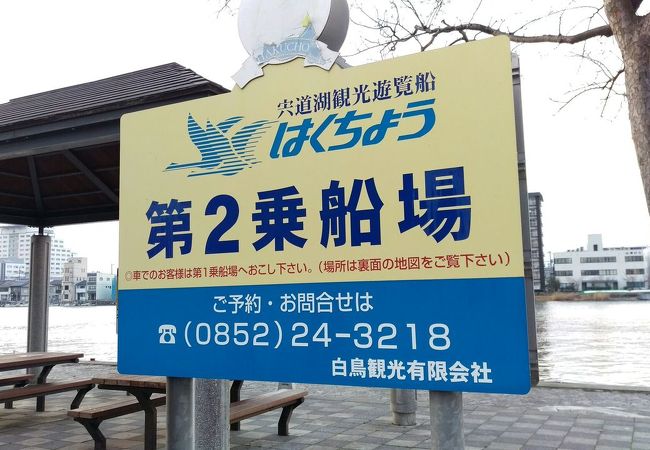 HAKUCHO
宍道湖観光遊覧船
はくちょう
第2乗船場
◎車でのお客様は第1乗船場へおこし下さい。(場所は裏面の地図をご覧下さい)
ご予約・お問合せは
☎(0852)24-3218
白鳥観光有限会社